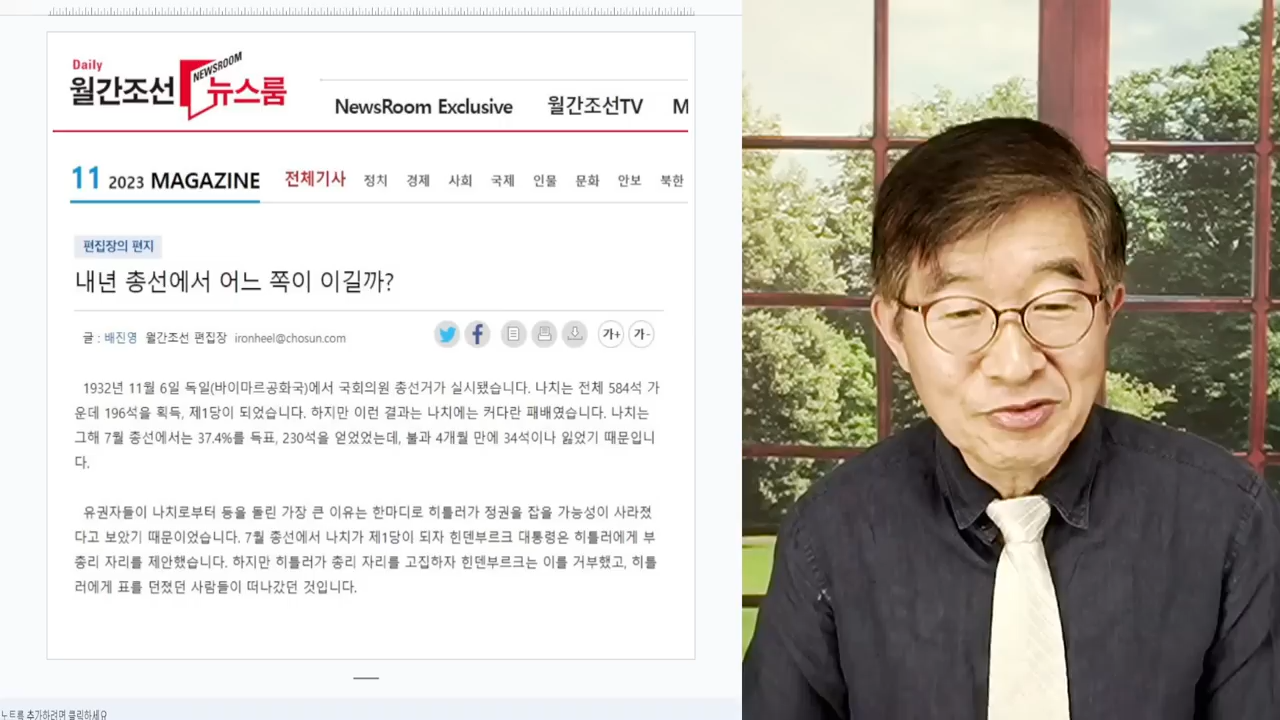 Daily
월간조선 NEWSROOM 뉴스룸
NewsRoom Exclusive 월간조선TV M
11 2023 MAGAZINE 전체기사 정치 경제 사회 국제 인물 문화 안보 북한
편집장의 편지
내년 총선에서 어느 쪽이 이길까?
글 : 배진영 월간조선 편집장 ironheel@chosun.com 가+ 가-
1932년 11월 6일 독일(바이마르공화국)에서 국회의원 총선거가 실시됐습니다. 나치는 전체 584석 가
운데 196석을 획득, 제1당이 되었습니다. 하지만 이런 결과는 나치에는 커다란 패배였습니다. 나치는
그해 7월 총선에서는 37.4%를 득표, 230석을 얻었었는데, 불과 4개월 만에 34석이나 잃었기 때문입니
다.
유권자들이 나치로부터 등을 돌린 가장 큰 이유는 한마디로 히틀러가 정권을 잡을 가능성이 사라졌
다고 보았기 때문이었습니다. 7월 총선에서 나치가 제1당이 되자 힌덴부르크 대통령은 히틀러에게 부
총리 자리를 제안했습니다. 하지만 히틀러가 총리 자리를 고집하자 힌덴부르크는 이를 거부했고, 히틀
러에게 표를 던졌던 사람들이 떠나갔던 것입니다.
노트를 추가하려면 클릭하세요